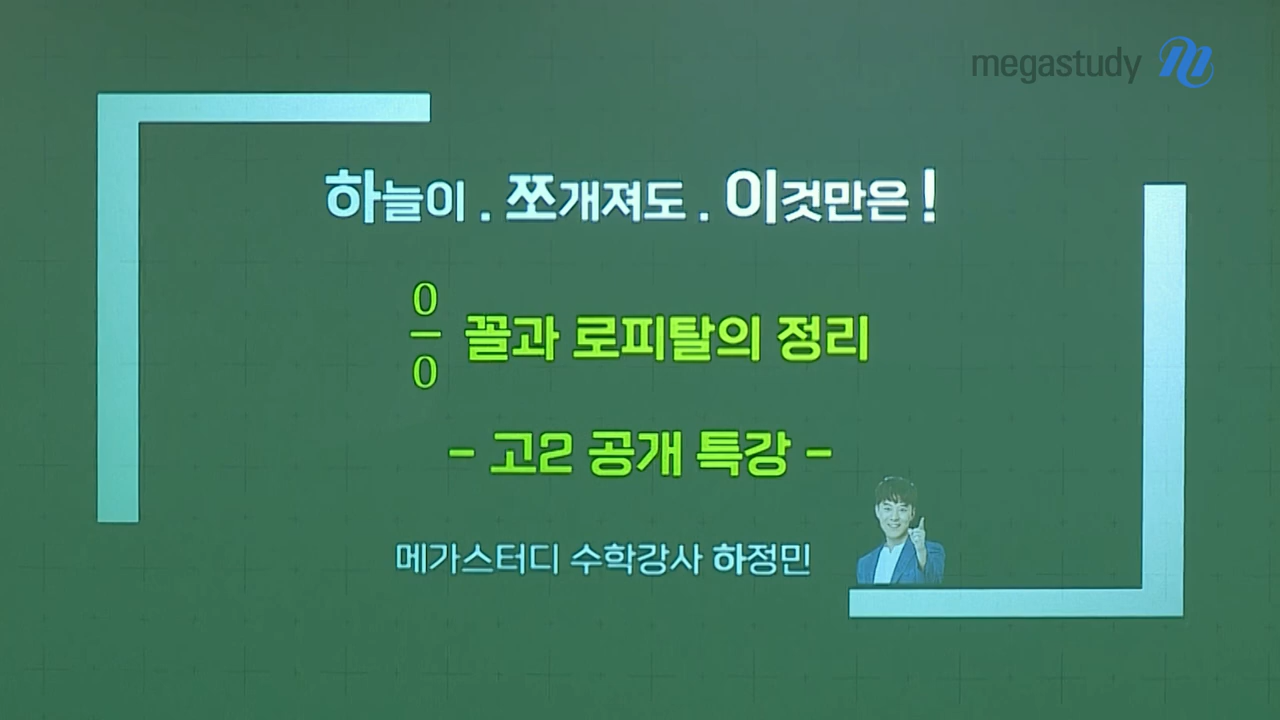 megastudy
하늘이 . 쪼개져도 . 이것만은 !
0/0 꼴과 로피탈의 정리
- 고2 공개 특강 -
메가스터디 수학강사 하정민